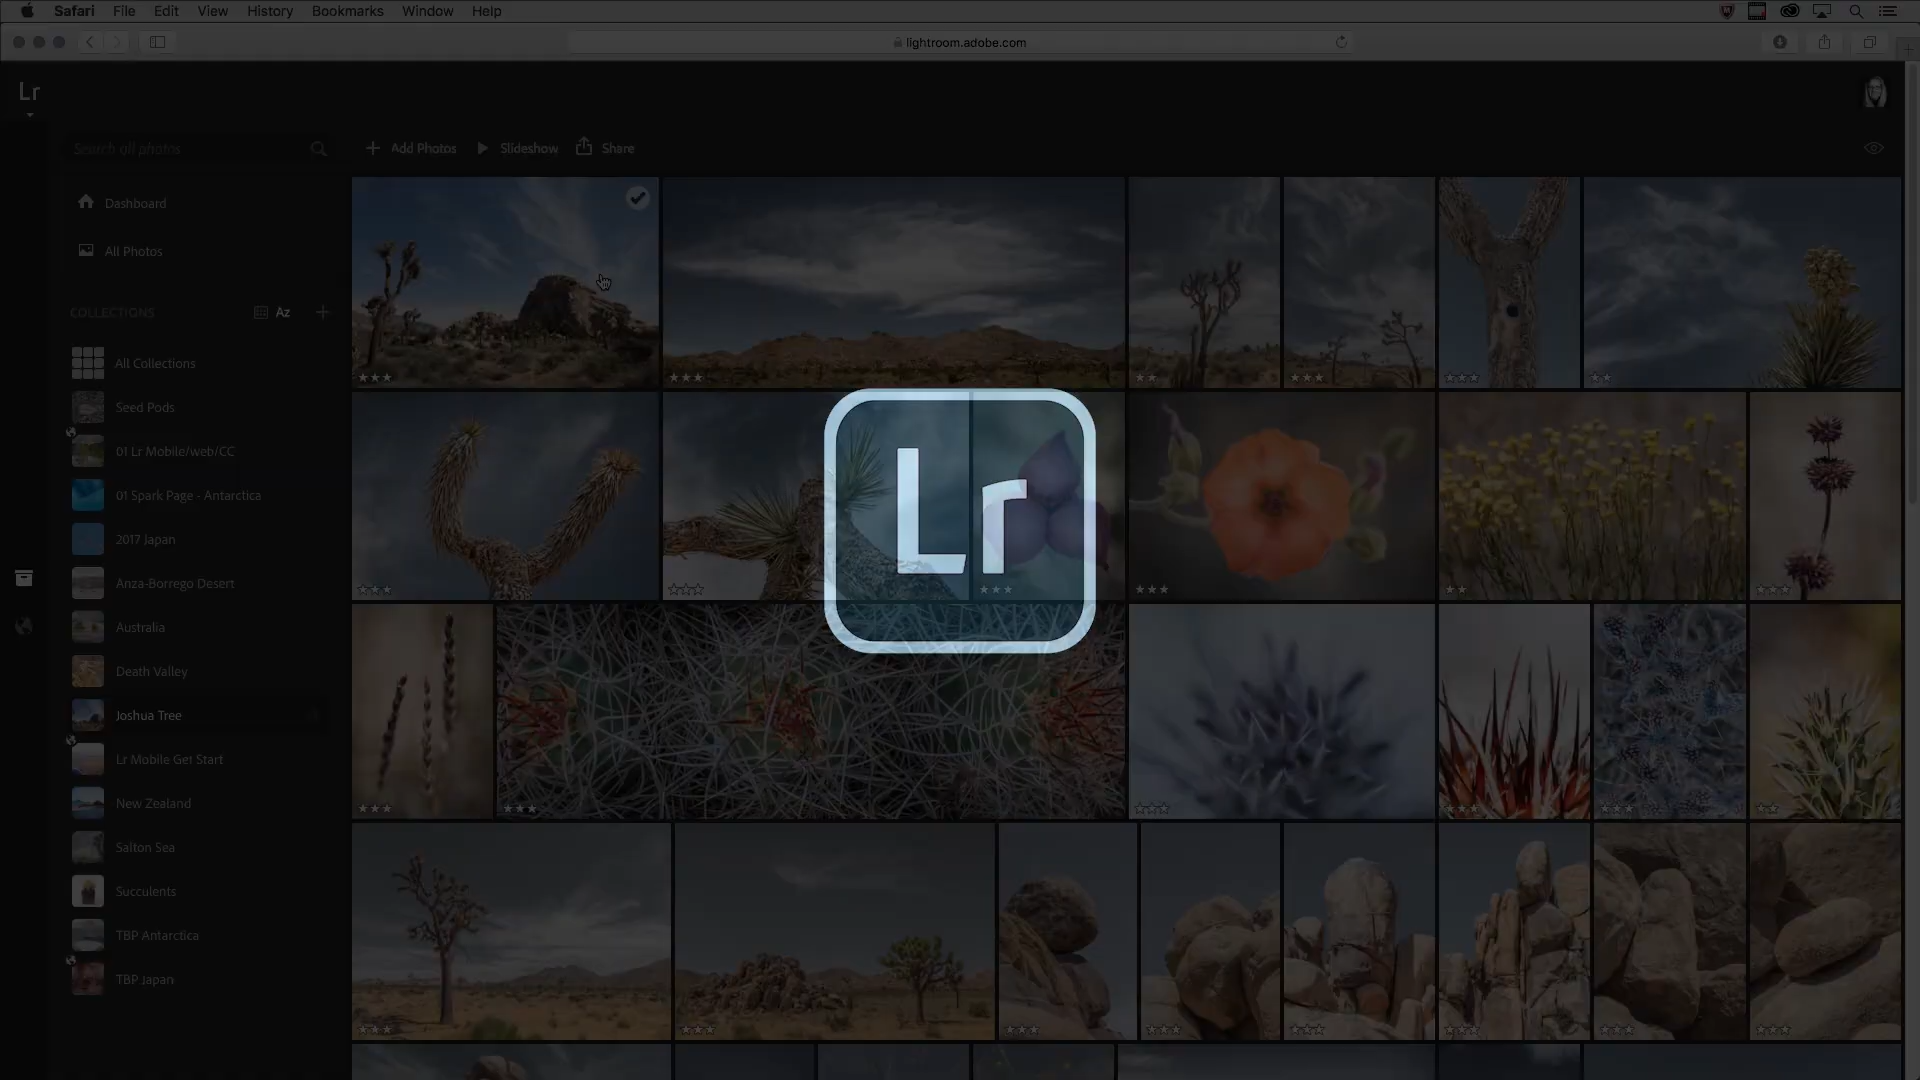 Safari File Edit View History Bookmarks Window Help
lightroom.adobe.com
Lr
Search all photos
Add Photos Slideshow Share
Dashboard
All Photos
COLLECTIONS Az
All Collections
Seed Pods
01 Lr Mobile/web/CC
01 Spark Page - Antarctica
2017 Japan
Anza-Borrego Desert
Australia
Death Valley
Joshua Tree
Lr Mobile Get Start
New Zealand
Salton Sea
Succulents
TBP Antarctica
TBP Japan
Lr